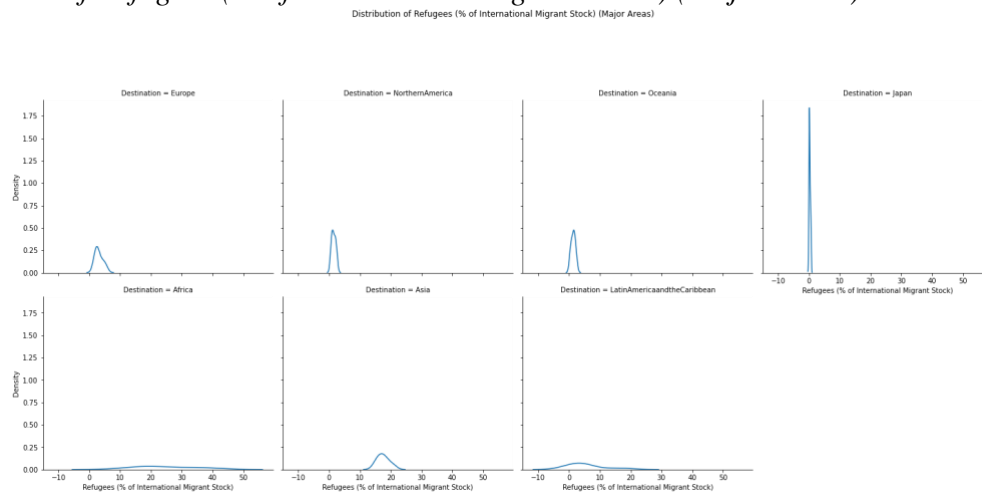 Distribution of Refugees (% of International Migrant Stock) (Major Areas)
Destination = Europe
Destination = NorthernAmerica
Destination = Oceania
Destination = Japan
1.75
1.50
1.25
1.00
0.75
0.50
0.25
0.00
Density
−10 0 10 20 30 40 50
Refugees (% of International Migrant Stock)
Destination = Africa
Destination = Asia
Destination = LatinAmericaandtheCaribbean
1.75
1.50
1.25
1.00
0.75
0.50
0.25
0.00
Density
−10 0 10 20 30 40 50
−10 0 10 20 30 40 50
−10 0 10 20 30 40 50
Refugees (% of International Migrant Stock)
Refugees (% of International Migrant Stock)
Refugees (% of International Migrant Stock)